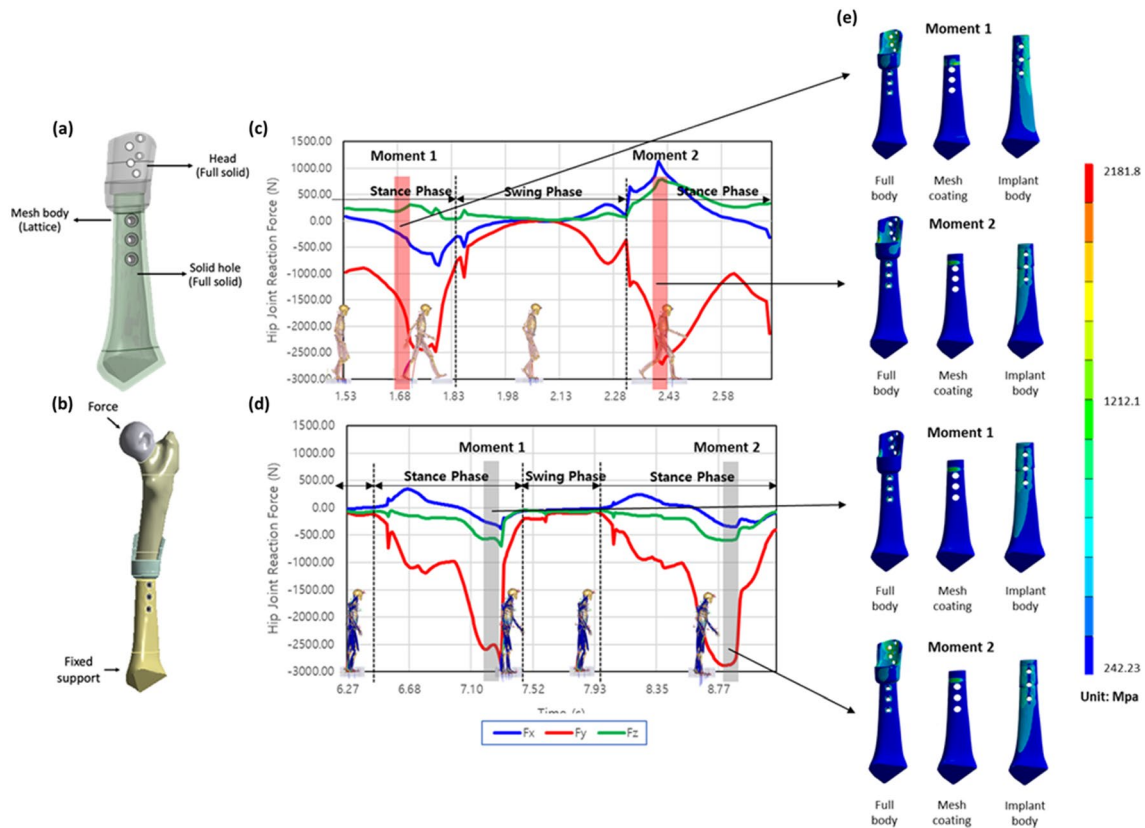 (a)
Head
(Full solid)
Mesh body
(Lattice)
Solid hole
(Full solid)
(b)
Force
Fixed
support
(c)
Hip Joint Reaction Force (N)
1500.00
1000.00
500.00
0.00
-500.00
-1000.00
-1500.00
-2000.00
-2500.00
-3000.00
Moment 1
Moment 2
Stance Phase
Swing Phase
Stance Phase
1.53
1.68
1.83
1.98
2.13
2.28
2.43
2.58
(d)
Hip Joint Reaction Force (N)
1500.00
1000.00
500.00
0.00
-500.00
-1000.00
-1500.00
-2000.00
-2500.00
-3000.00
Moment 1
Moment 2
Stance Phase
Swing Phase
Stance Phase
6.27
6.68
7.10
7.52
7.93
8.35
8.77
Time (s)
Fx
Fy
Fz
(e)
Moment 1
Full
body
Mesh
coating
Implant
body
Moment 2
Full
body
Mesh
coating
Implant
body
Moment 1
Full
body
Mesh
coating
Implant
body
Moment 2
Full
body
Mesh
coating
Implant
body
2181.8
1212.1
242.23
Unit: Mpa